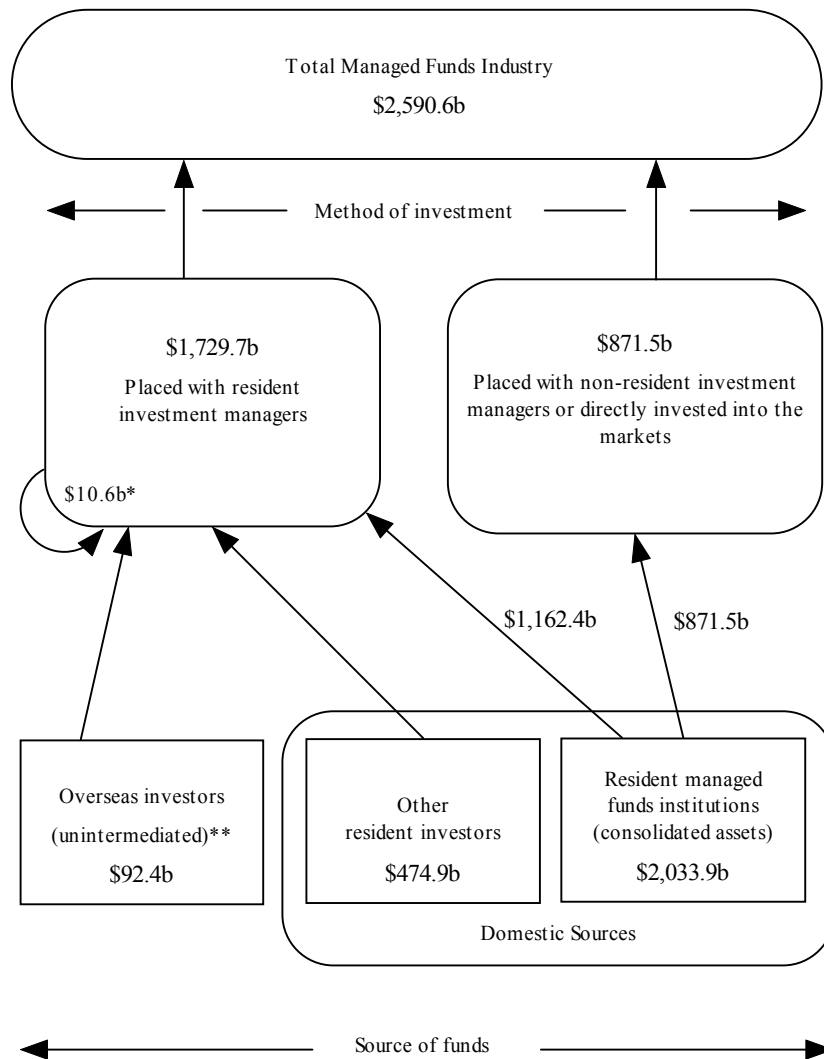 Total Managed Funds Industry
$2,590.6b
Method of investment
$1,729.7b
Placed with resident
investment managers
$871.5b
Placed with non-resident investment
managers or directly invested into the
markets
$10.6b*
$1,162.4b
$871.5b
Overseas investors
(unintermediated)**
$92.4b
Other
resident investors
$474.9b
Resident managed
funds institutions
(consolidated assets)
$2,033.9b
Domestic Sources
Source of funds